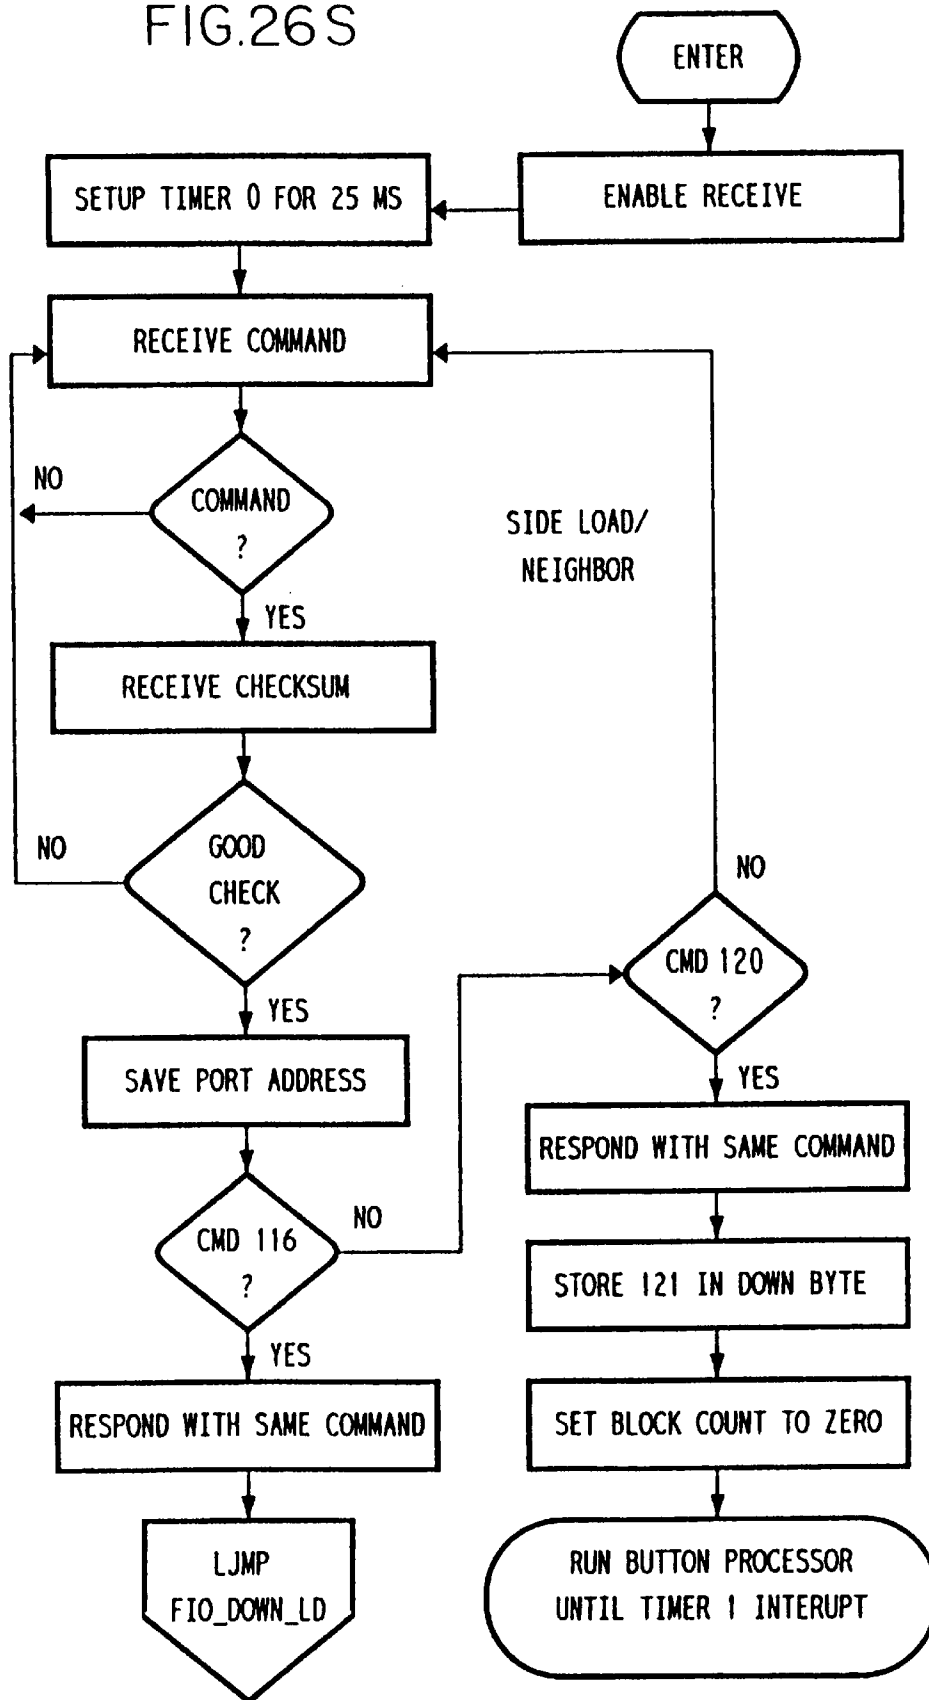 FIG.26S
ENTER
ENABLE RECEIVE
SETUP TIMER 0 FOR 25 MS
RECEIVE COMMAND
COMMAND
?
NO
YES
SIDE LOAD/
NEIGHBOR
RECEIVE CHECKSUM
GOOD
CHECK
?
NO
YES
SAVE PORT ADDRESS
CMD 116
?
NO
YES
RESPOND WITH SAME COMMAND
LJMP
FIO_DOWN_LD
CMD 120
?
NO
YES
RESPOND WITH SAME COMMAND
STORE 121 IN DOWN BYTE
SET BLOCK COUNT TO ZERO
RUN BUTTON PROCESSOR
UNTIL TIMER 1 INTERUPT